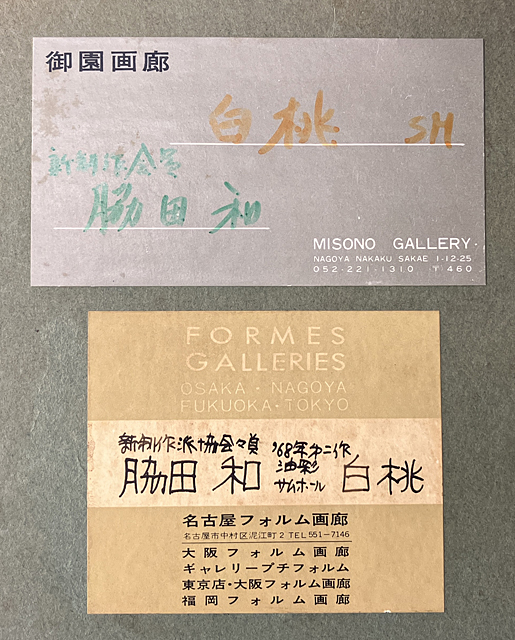 御園画廊
白桃 SM
新制作会員
脇田 和
MISONO GALLERY
NAGOYA NAKAKU SAKAE 1-12-25
052-221-1310 〒460
FORMES
GALLERIES
OSAKA・NAGOYA
FUKUOKA・TOKYO
新制作派協会々員 '68年第二作
脇田 和 油彩 サムホール 白桃
名古屋フォルム画廊
名古屋市中村区泥江町2 TEL 551-7146
大阪フォルム画廊
ギャレリープチフォルム
東京店・大阪フォルム画廊
福岡フォルム画廊